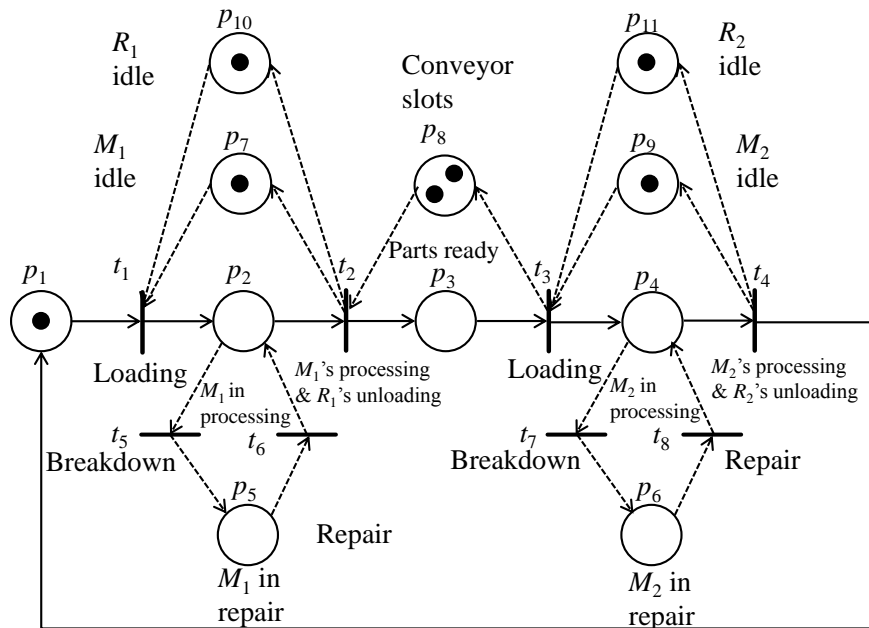 p10
p11
R1
idle
R2
idle
Conveyor
slots
p7
p8
p9
M1
idle
M2
idle
Parts ready
p1
t1
p2
t2
p3
t3
p4
t4
Loading
M1 in
processing
M1's processing
& R1's unloading
Loading
M2 in
processing
M2's processing
& R2's unloading
t5
t6
t7
t8
Breakdown
Breakdown
Repair
p5
p6
Repair
M1 in
repair
M2 in
repair